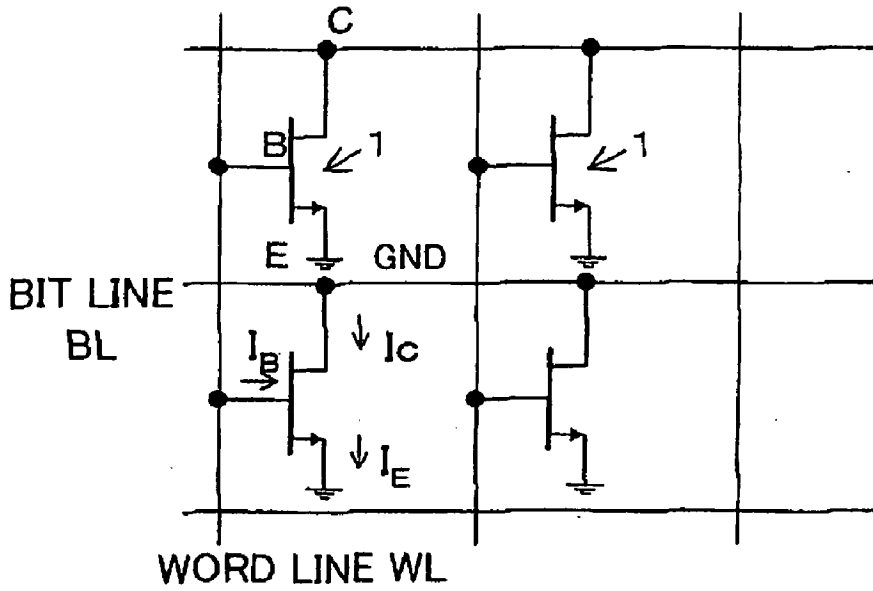 C
B 1 1
E GND
BIT LINE
BL
I_B Ic
I_E
WORD LINE WL